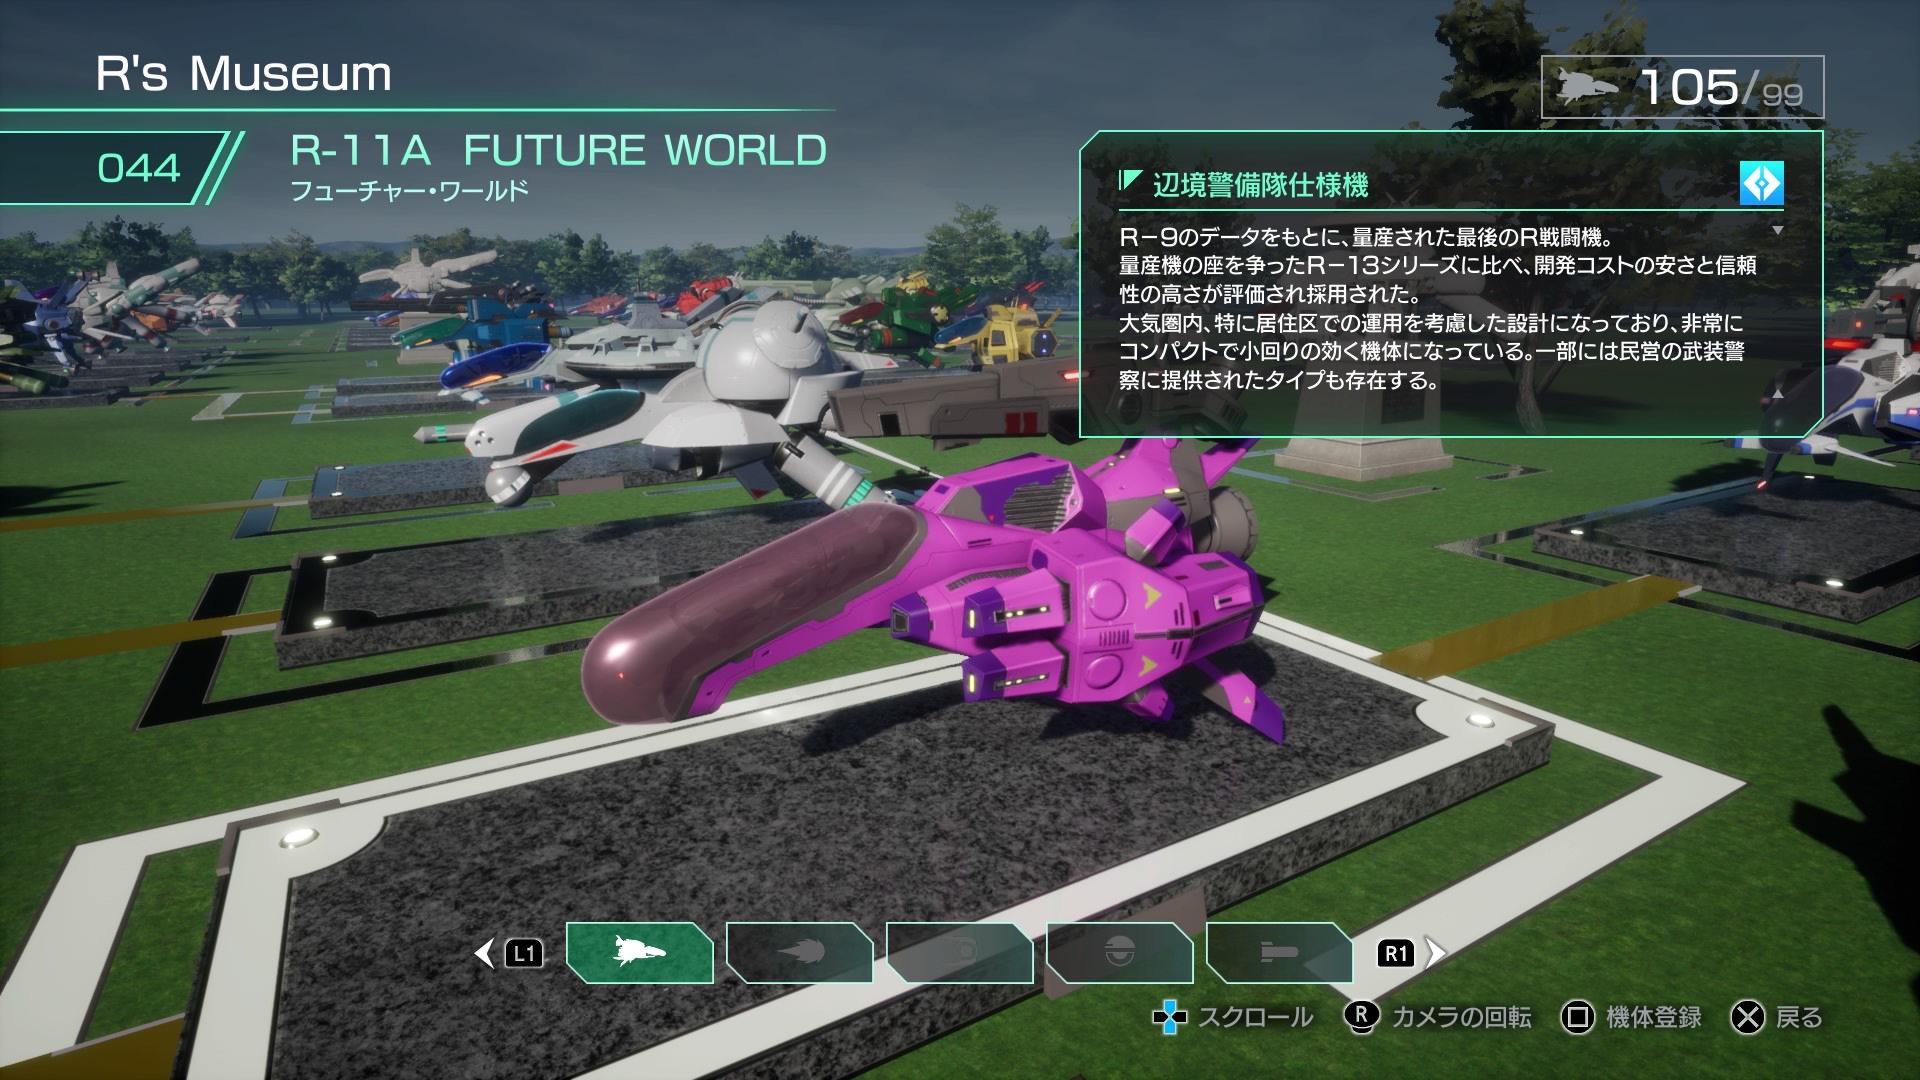 R's Museum
105/99
044
R-11A FUTURE WORLD
フューチャー・ワールド
辺境警備隊仕様機
R－9のデータをもとに、量産された最後のR戦闘機。
量産機の座を争ったR－13シリーズに比べ、開発コストの安さと信頼
性の高さが評価され採用された。
大気圏内、特に居住区での運用を考慮した設計になっており、非常に
コンパクトで小回りの効く機体になっている。一部には民営の武装警
察に提供されたタイプも存在する。
L1
R1
スクロール
R カメラの回転
機体登録
戻る